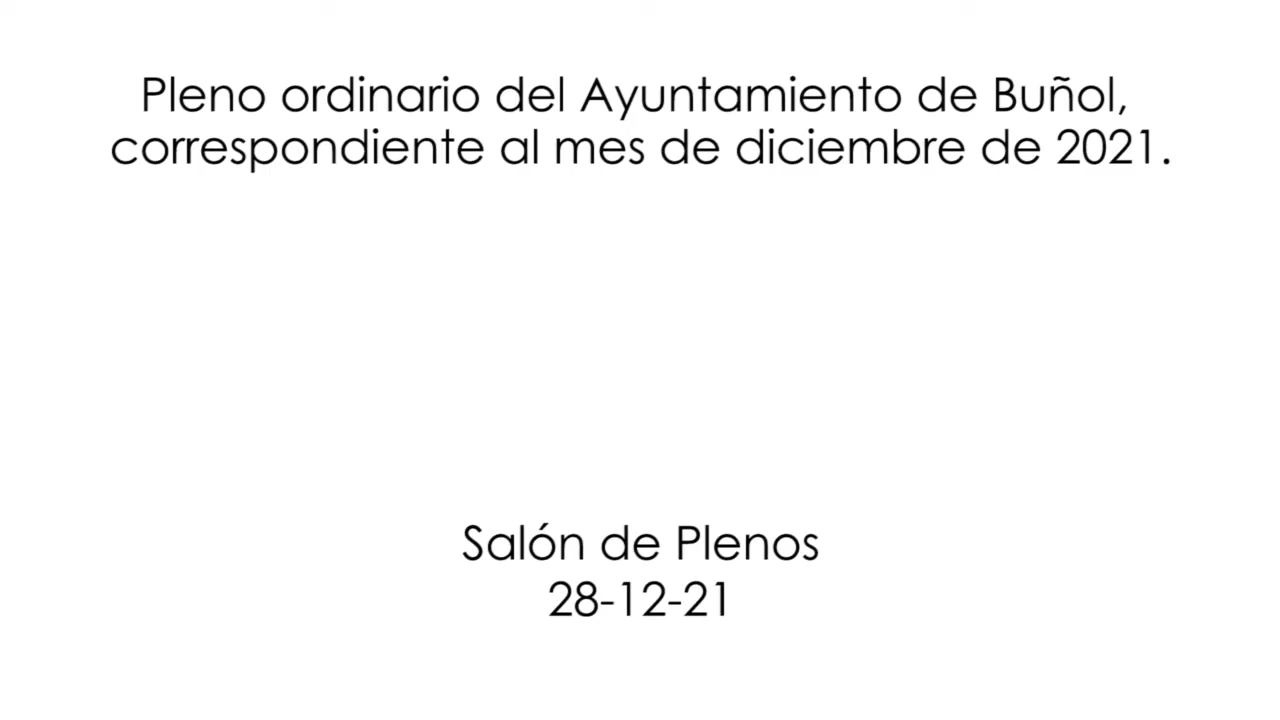 Pleno ordinario del Ayuntamiento de Buñol,
correspondiente al mes de diciembre de 2021.
Salón de Plenos
28-12-21